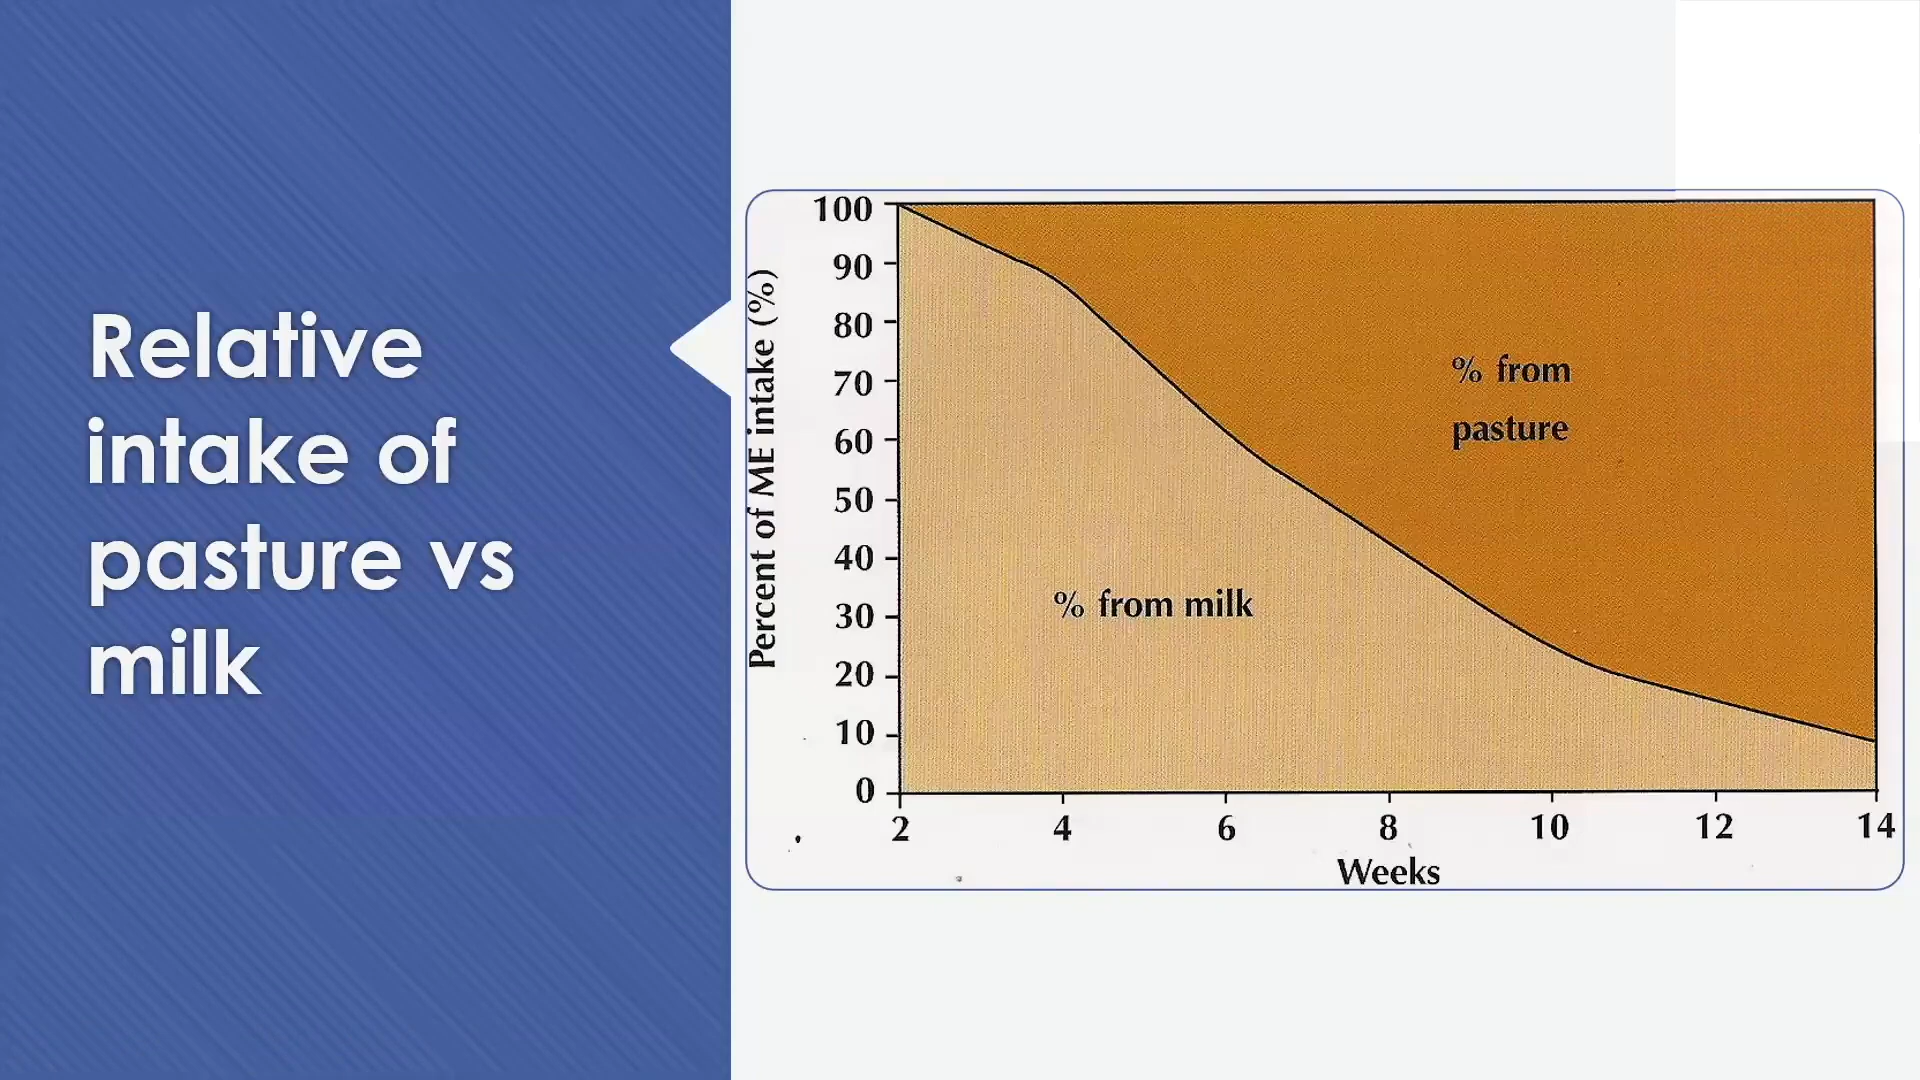 Relative
intake of
pasture vs
milk
Percent of ME intake (%)
100
90
80
70
60
50
40
30
20
10
0
% from
pasture
% from milk
2 4 6 8 10 12 14
Weeks